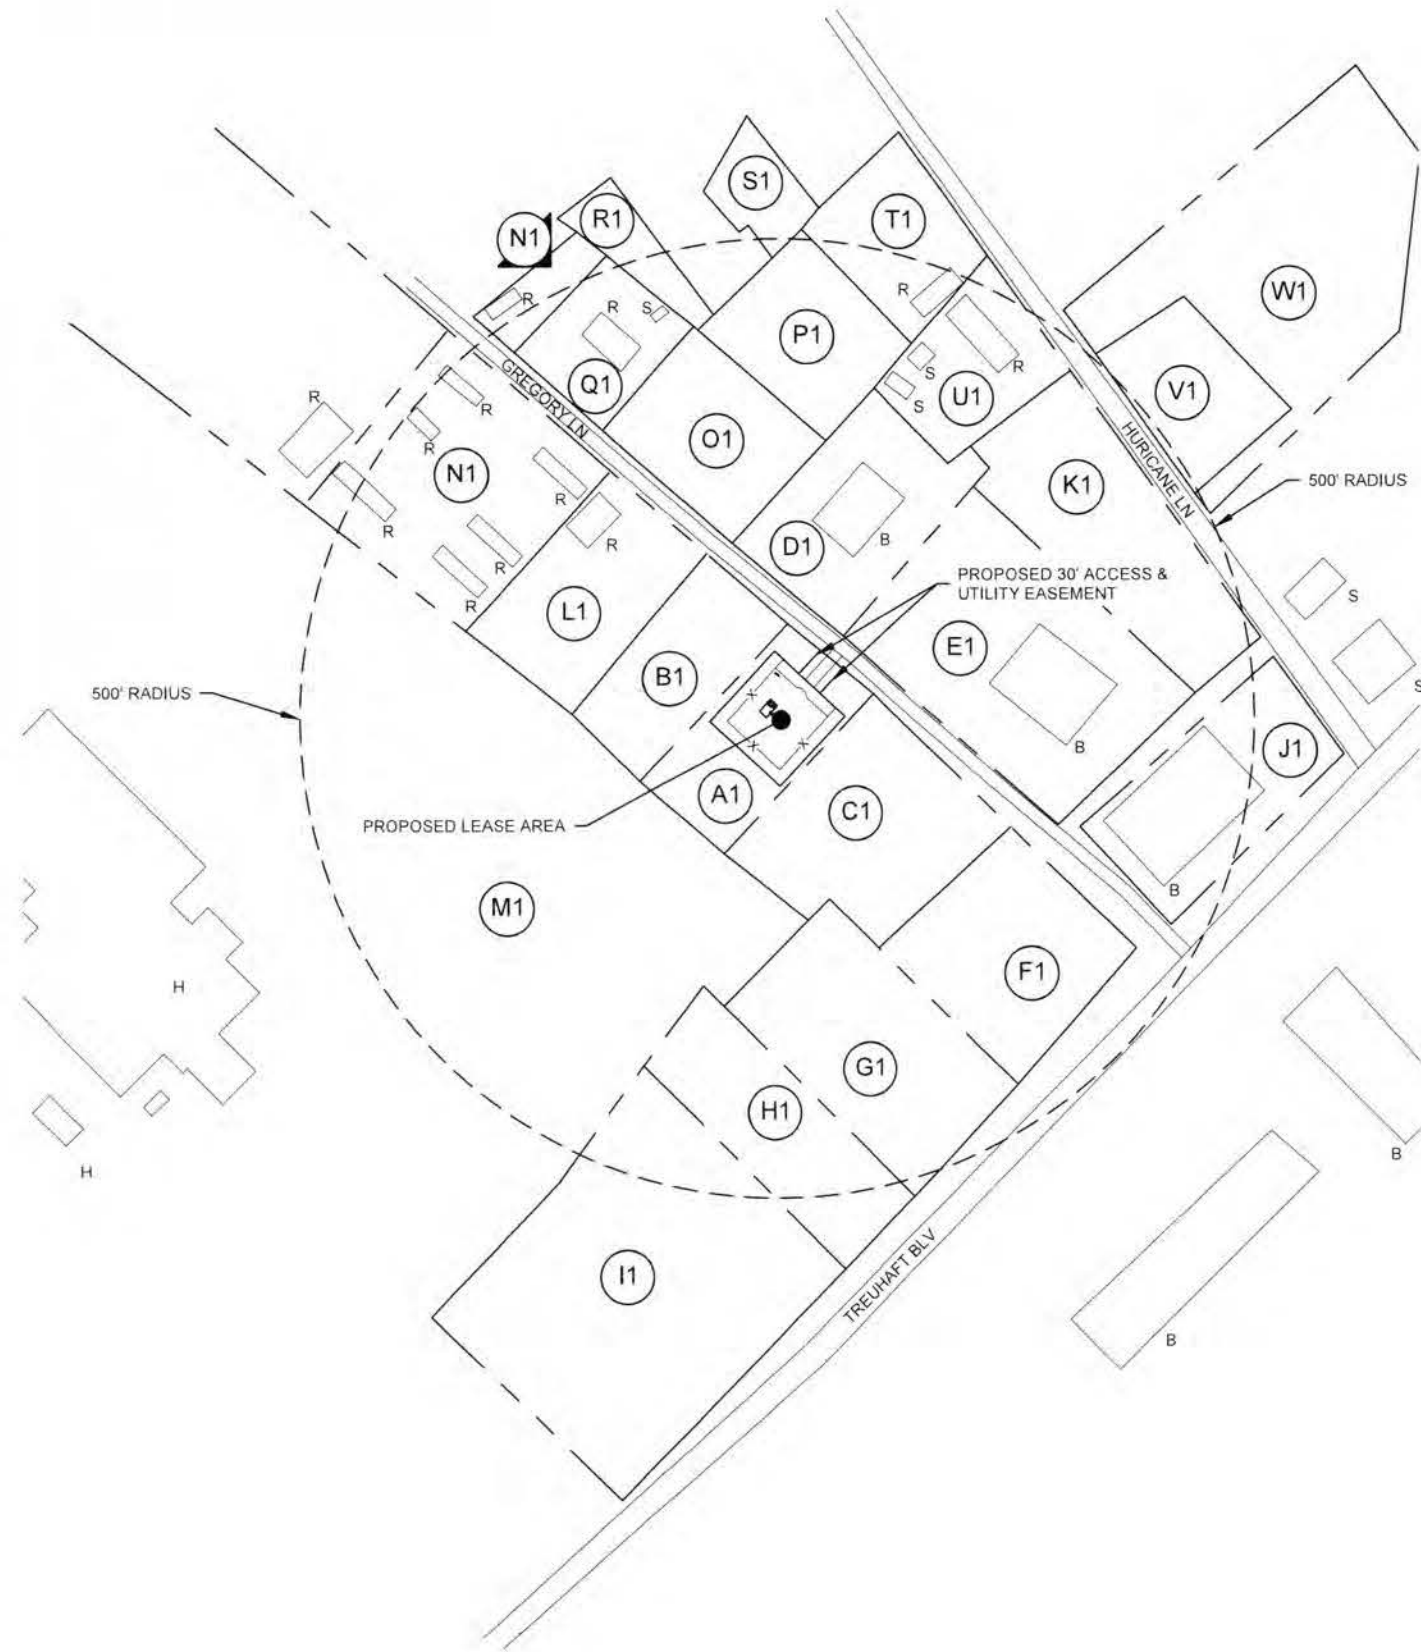 S1
R1
T1
N1
W1
R
R
S
R
P1
S
R
GREGORY LN
Q1
U1
V1
R
R
S
R
O1
HURICANE LN
N1
K1
500' RADIUS
R
R
D1
B
R
R
R
PROPOSED 30' ACCESS &
UTILITY EASEMENT
L1
E1
S
B1
S
500' RADIUS
X
X
X
B
J1
A1
C1
PROPOSED LEASE AREA
B
M1
F1
H
G1
H1
B
H
I1
TREUHAFT BLV
B